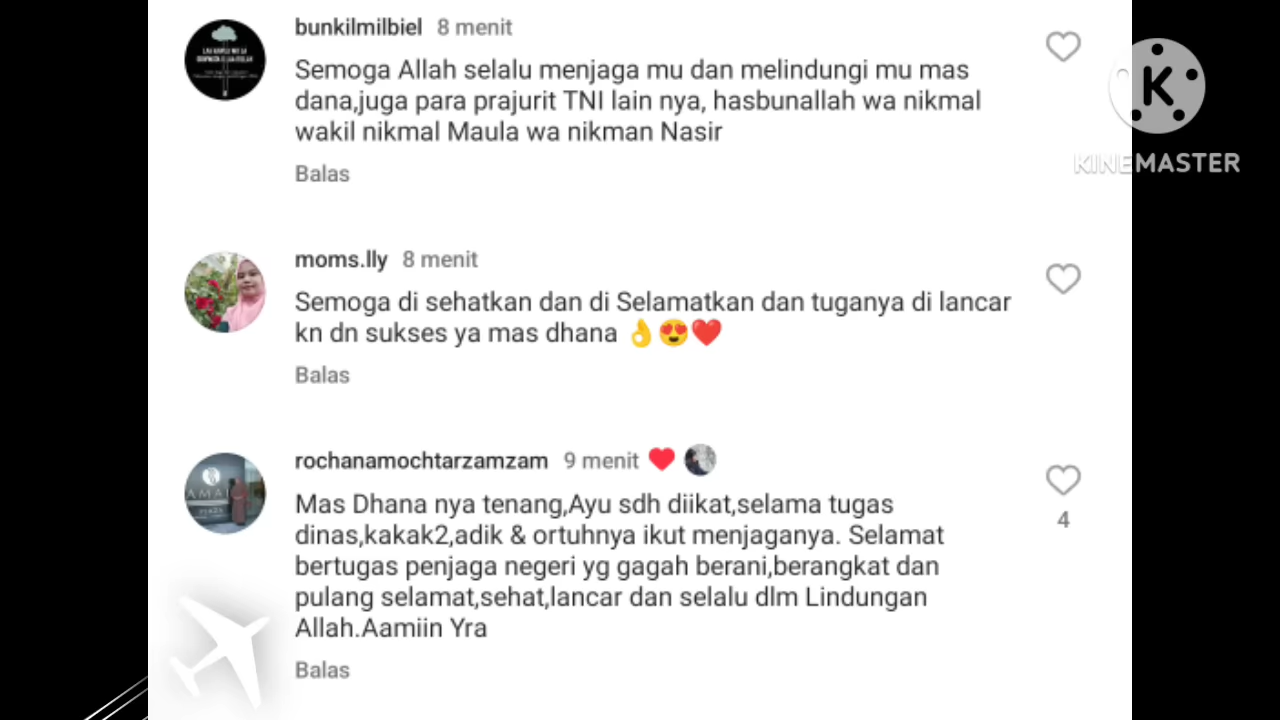 bunkilmilbiel 8 menit
Semoga Allah selalu menjaga mu dan melindungi mu mas
dana,juga para prajurit TNI lain nya, hasbunallah wa nikmal
wakil nikmal Maula wa nikman Nasir
Balas
K
KINEMASTER
moms.lly 8 menit
Semoga di sehatkan dan di Selamatkan dan tuganya di lancar
kn dn sukses ya mas dhana 👌😍❤️
Balas
rochanamochtarzamzam 9 menit ❤️
Mas Dhana nya tenang,Ayu sdh diikat,selama tugas
dinas,kakak2,adik & ortuhnya ikut menjaganya. Selamat
bertugas penjaga negeri yg gagah berani,berangkat dan
pulang selamat,sehat,lancar dan selalu dlm Lindungan
Allah.Aamiin Yra
4
Balas